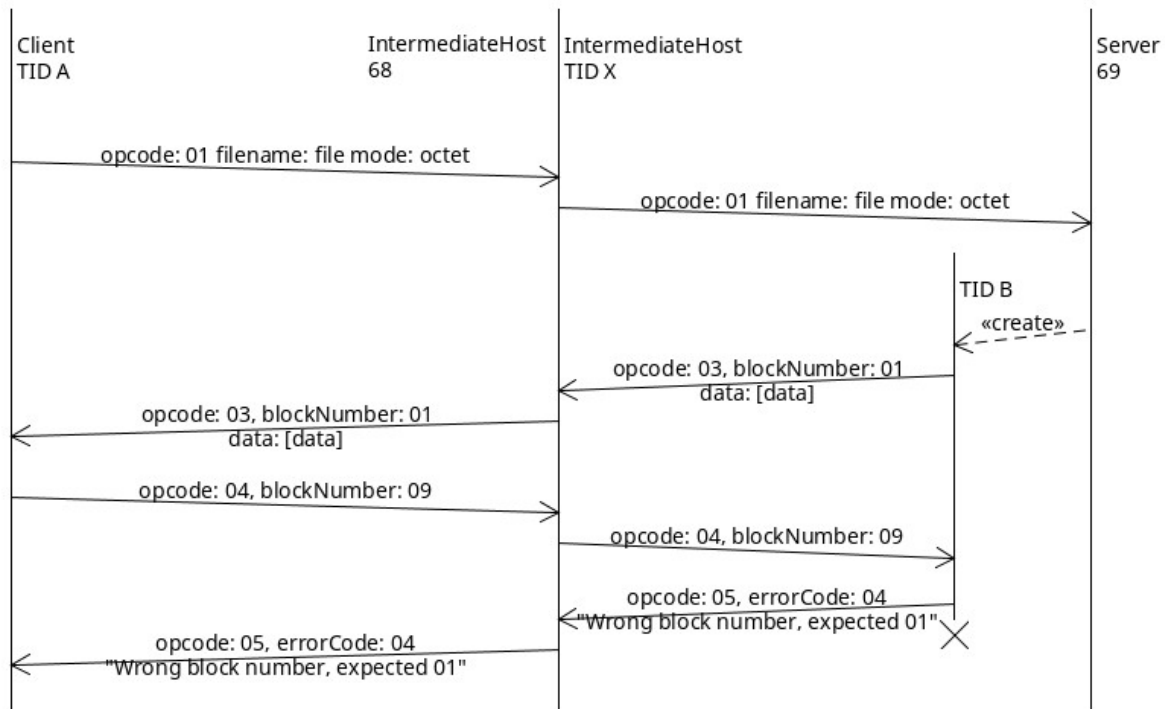 Client
TID A
IntermediateHost
68
IntermediateHost
TID X
Server
69
opcode: 01 filename: file mode: octet
opcode: 01 filename: file mode: octet
TID B
«create»
opcode: 03, blockNumber: 01
data: [data]
opcode: 03, blockNumber: 01
data: [data]
opcode: 04, blockNumber: 09
opcode: 04, blockNumber: 09
opcode: 05, errorCode: 04
"Wrong block number, expected 01"
opcode: 05, errorCode: 04
"Wrong block number, expected 01"